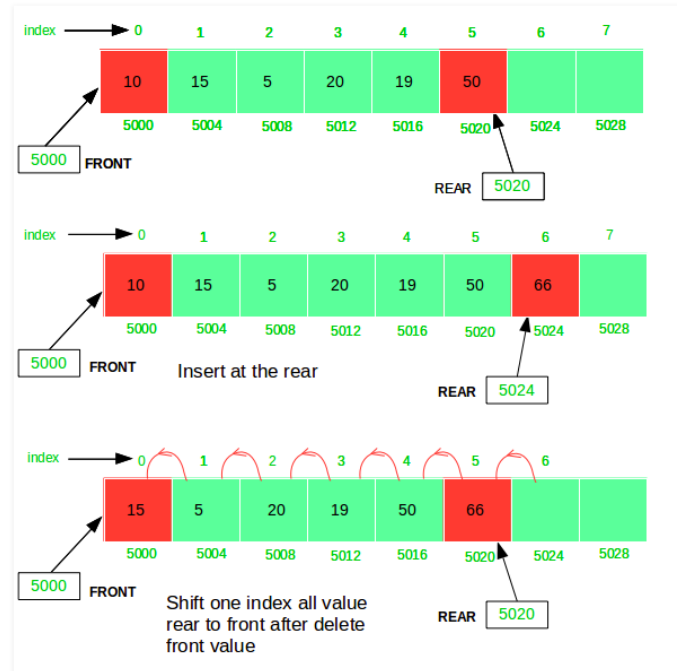 index 0 1 2 3 4 5 6 7
10 15 5 20 19 50
5000 5004 5008 5012 5016 5020 5024 5028
5000 FRONT
REAR 5020
index 0 1 2 3 4 5 6 7
10 15 5 20 19 50 66
5000 5004 5008 5012 5016 5020 5024 5028
5000 FRONT
Insert at the rear
REAR 5024
index 0 1 2 3 4 5 6
15 5 20 19 50 66
5000 5004 5008 5012 5016 5020 5024 5028
5000 FRONT
Shift one index all value
rear to front after delete
front value
REAR 5020